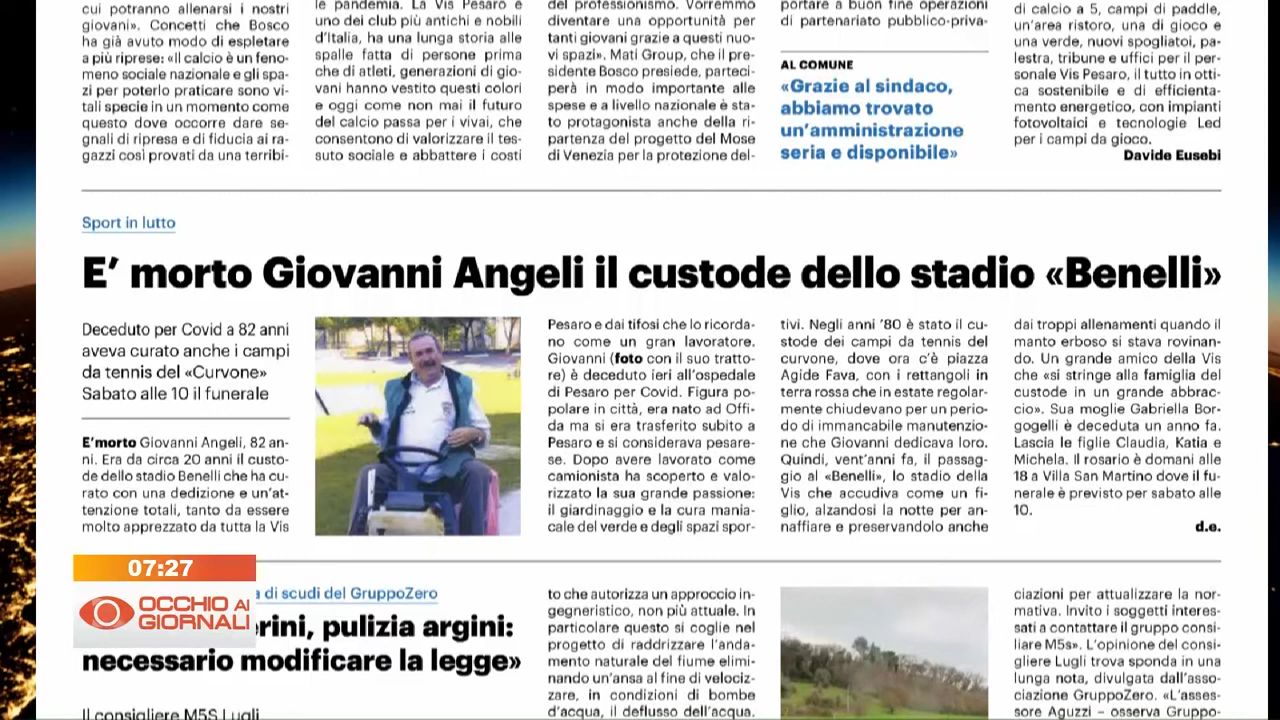 cui potranno allenarsi i nostri
giovani». Concetti che Bosco
ha già avuto modo di espletare
a più riprese: «Il calcio è un feno-
meno sociale nazionale e gli spa-
zi per poterlo praticare sono vi-
tali specie in un momento come
questo dove occorre dare se-
gnali di ripresa e di fiducia ai ra-
gazzi così provati da una terribi-
le pandemia. La Vis Pesaro è
uno dei club più antichi e nobili
d'Italia, ha una lunga storia alle
spalle fatta di persone prima
che di atleti, generazioni di gio-
vani hanno vestito questi colori
e oggi come non mai il futuro
del calcio passa per i vivai, che
consentono di valorizzare il tes-
suto sociale e abbattere i costi
del professionismo. Vorremmo
diventare una opportunità per
tanti giovani grazie a questi nuo-
vi spazi». Mati Group, che il pre-
sidente Bosco presiede, parteci-
perà in modo importante alle
spese e a livello nazionale è sta-
to protagonista anche della ri-
partenza del progetto del Mose
di Venezia per la protezione del-
portare a buon fine operazioni
di partenariato pubblico-priva-
AL COMUNE
«Grazie al sindaco,
abbiamo trovato
un'amministrazione
seria e disponibile»
di calcio a 5, campi di paddle,
un'area ristoro, una di gioco e
una verde, nuovi spogliatoi, pa-
lestra, tribune e uffici per il per-
sonale Vis Pesaro, il tutto in otti-
ca sostenibile e di efficienta-
mento energetico, con impianti
fotovoltaici e tecnologie Led
per i campi da gioco.
Davide Eusebi
Sport in lutto
E' morto Giovanni Angeli il custode dello stadio «Benelli»
Deceduto per Covid a 82 anni
aveva curato anche i campi
da tennis del «Curvone»
Sabato alle 10 il funerale
E'morto Giovanni Angeli, 82 an-
ni. Era da circa 20 anni il custo-
de dello stadio Benelli che ha cu-
rato con una dedizione e un'at-
tenzione totali, tanto da essere
molto apprezzato da tutta la Vis
Pesaro e dai tifosi che lo ricorda-
no come un gran lavoratore.
Giovanni (foto con il suo tratto-
re) è deceduto ieri all'ospedale
di Pesaro per Covid. Figura po-
polare in città, era nato ad Offi-
da ma si era trasferito subito a
Pesaro e si considerava pesare-
se. Dopo avere lavorato come
camionista ha scoperto e valo-
rizzato la sua grande passione:
il giardinaggio e la cura mania-
cale del verde e degli spazi spor-
tivi. Negli anni '80 è stato il cu-
stode dei campi da tennis del
curvone, dove ora c'è piazza
Agide Fava, con i rettangoli in
terra rossa che in estate regolar-
mente chiudevano per un perio-
do di immancabile manutenzio-
ne che Giovanni dedicava loro.
Quindi, vent'anni fa, il passag-
gio al «Benelli», lo stadio della
Vis che accudiva come un fi-
glio, alzandosi la notte per an-
naffiare e preservandolo anche
dai troppi allenamenti quando il
manto erboso si stava rovinan-
do. Un grande amico della Vis
che «si stringe alla famiglia del
custode in un grande abbrac-
cio». Sua moglie Gabriella Bor-
gogelli è deceduta un anno fa.
Lascia le figlie Claudia, Katia e
Michela. Il rosario è domani alle
18 a Villa San Martino dove il fu-
nerale è previsto per sabato alle
10.
d.e.
07:27
OCCHIO AI
GIORNALI
a di scudi del GruppoZero
erini, pulizia argini:
necessario modificare la legge»
Il consigliere M5S Lugli
to che autorizza un approccio in-
gegneristico, non più attuale. In
particolare questo si coglie nel
progetto di raddrizzare l'anda-
mento naturale del fiume elimi-
nando un'ansa al fine di velociz-
zare, in condizioni di bombe
d'acqua, il deflusso dell'acqua.
ciazioni per attualizzare la nor-
mativa. Invito i soggetti interes-
sati a contattare il gruppo consi-
liare M5s». L'opinione del consi-
gliere Lugli trova sponda in una
lunga nota, divulgata dall'asso-
ciazione GruppoZero. «L'asses-
sore Aguzzi – osserva Gruppo-